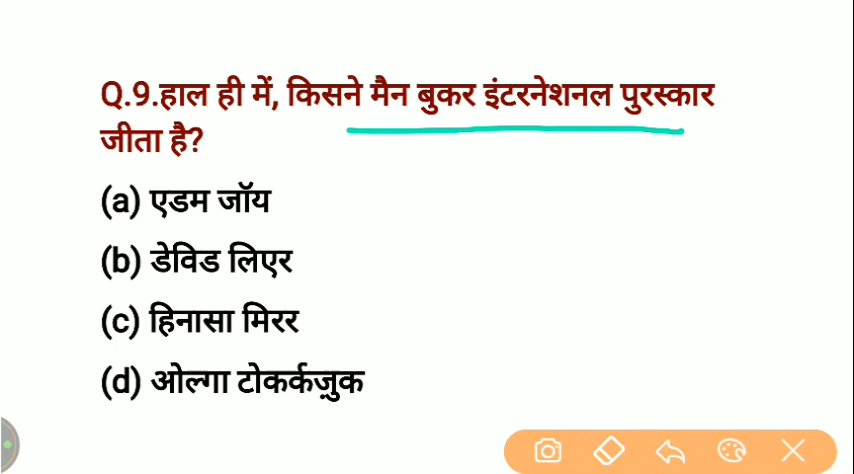 Q.9.हाल ही में, किसने मैन बुकर इंटरनेशनल पुरस्कार
जीता है?
(a) एडम जॉय
(b) डेविड लिएर
(c) हिनासा मिरर
(d) ओल्गा टोकर्कजुक